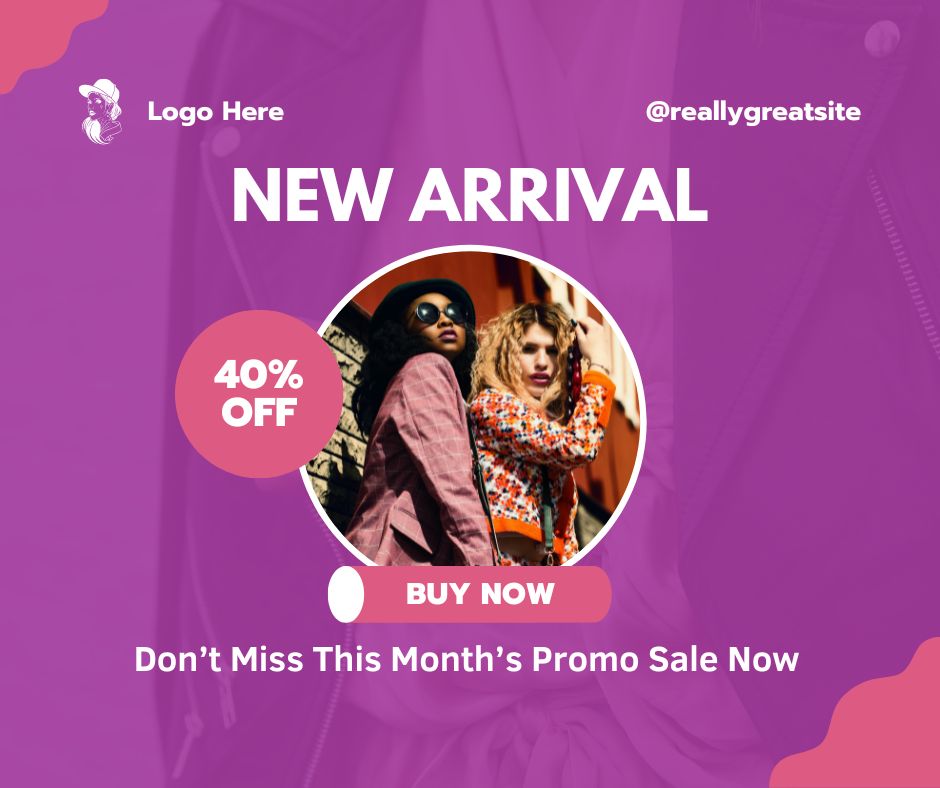 Logo Here
@reallygreatsite
NEW ARRIVAL
40%
OFF
BUY NOW
Don’t Miss This Month’s Promo Sale Now